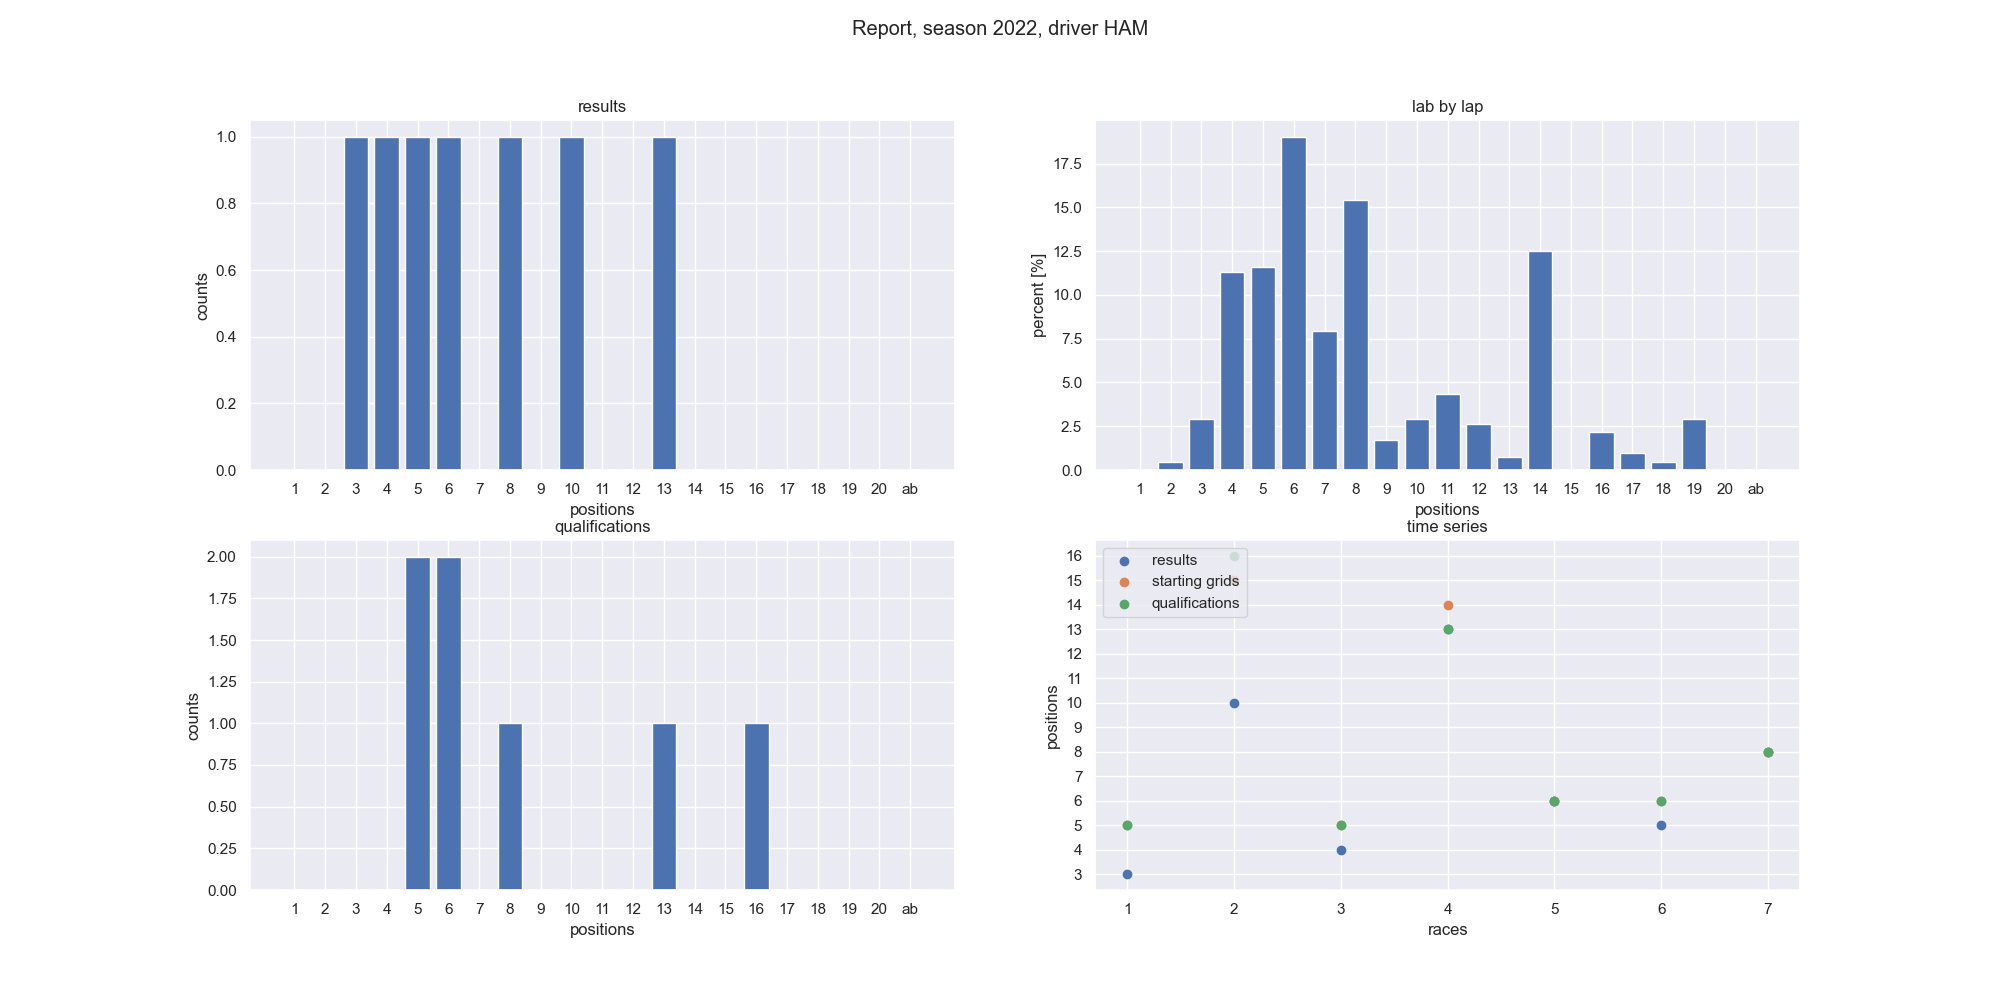 Report, season 2022, driver HAM
results
1.0
0.8
0.6
0.4
0.2
0.0
counts
1 2 3 4 5 6 7 8 9 10 11 12 13 14 15 16 17 18 19 20 ab
positions
lab by lap
17.5
15.0
12.5
10.0
7.5
5.0
2.5
0.0
percent [%]
1 2 3 4 5 6 7 8 9 10 11 12 13 14 15 16 17 18 19 20 ab
positions
qualifications
2.00
1.75
1.50
1.25
1.00
0.75
0.50
0.25
0.00
counts
1 2 3 4 5 6 7 8 9 10 11 12 13 14 15 16 17 18 19 20 ab
positions
time series
results
starting grids
qualifications
16
15
14
13
12
11
10
9
8
7
6
5
4
3
positions
1 2 3 4 5 6 7
races